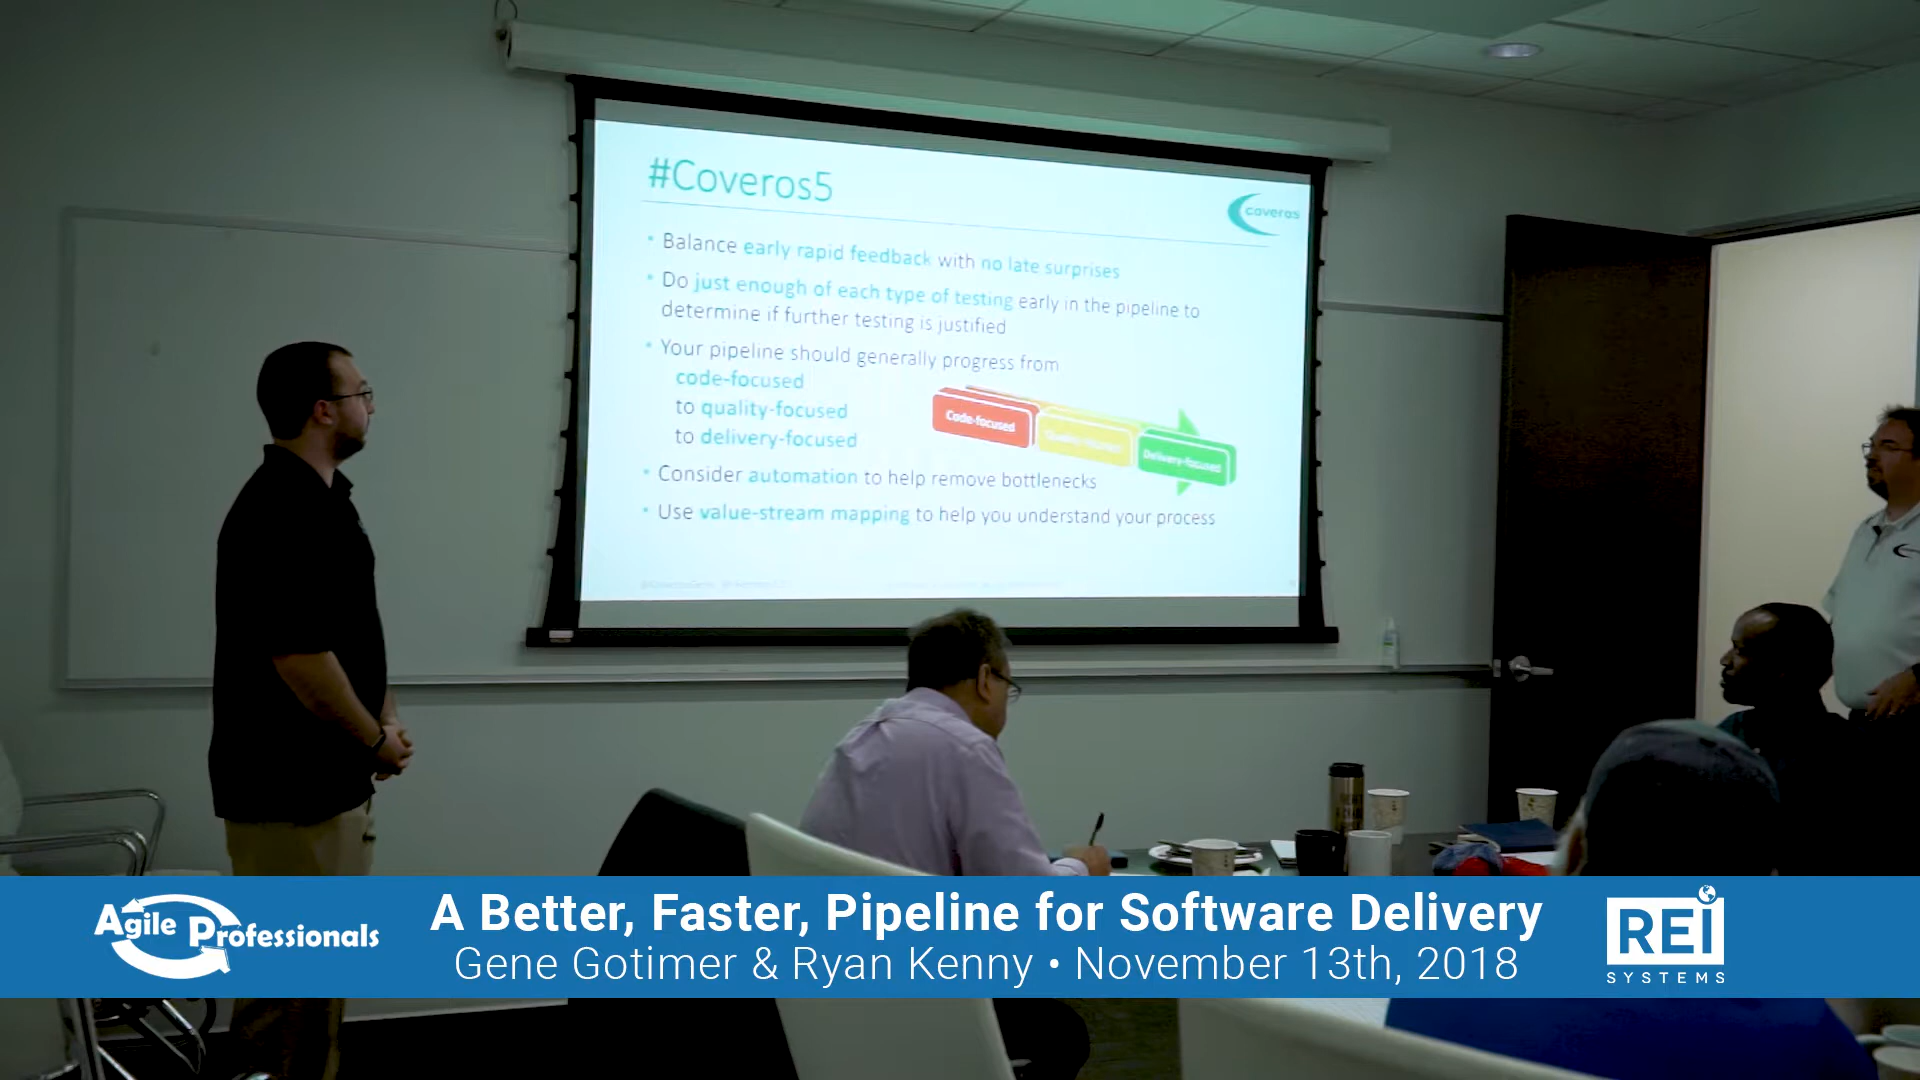 #Coveros5
coveros
Balance early rapid feedback with no late surprises
Do just enough of each type of testing early in the pipeline to
determine if further testing is justified
Your pipeline should generally progress from
code-focused
to quality-focused
to delivery-focused
Code-focused
Delivery-focused
Consider automation to help remove bottlenecks
Use value-stream mapping to help you understand your process
Agile Professionals
A Better, Faster, Pipeline for Software Delivery
Gene Gotimer & Ryan Kenny • November 13th, 2018
REI
SYSTEMS